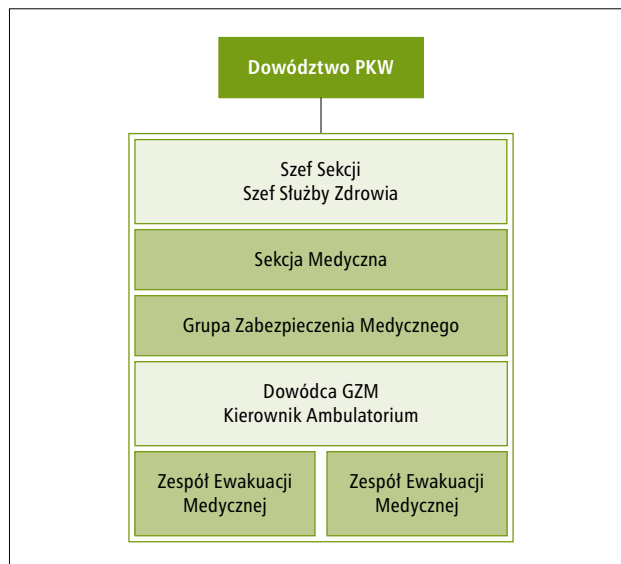 Dowództwo PKW
Szef Sekcji
Szef Służby Zdrowia
Sekcja Medyczna
Grupa Zabezpieczenia Medycznego
Dowódca GZM
Kierownik Ambulatorium
Zespół Ewakuacji
Medycznej
Zespół Ewakuacji
Medycznej